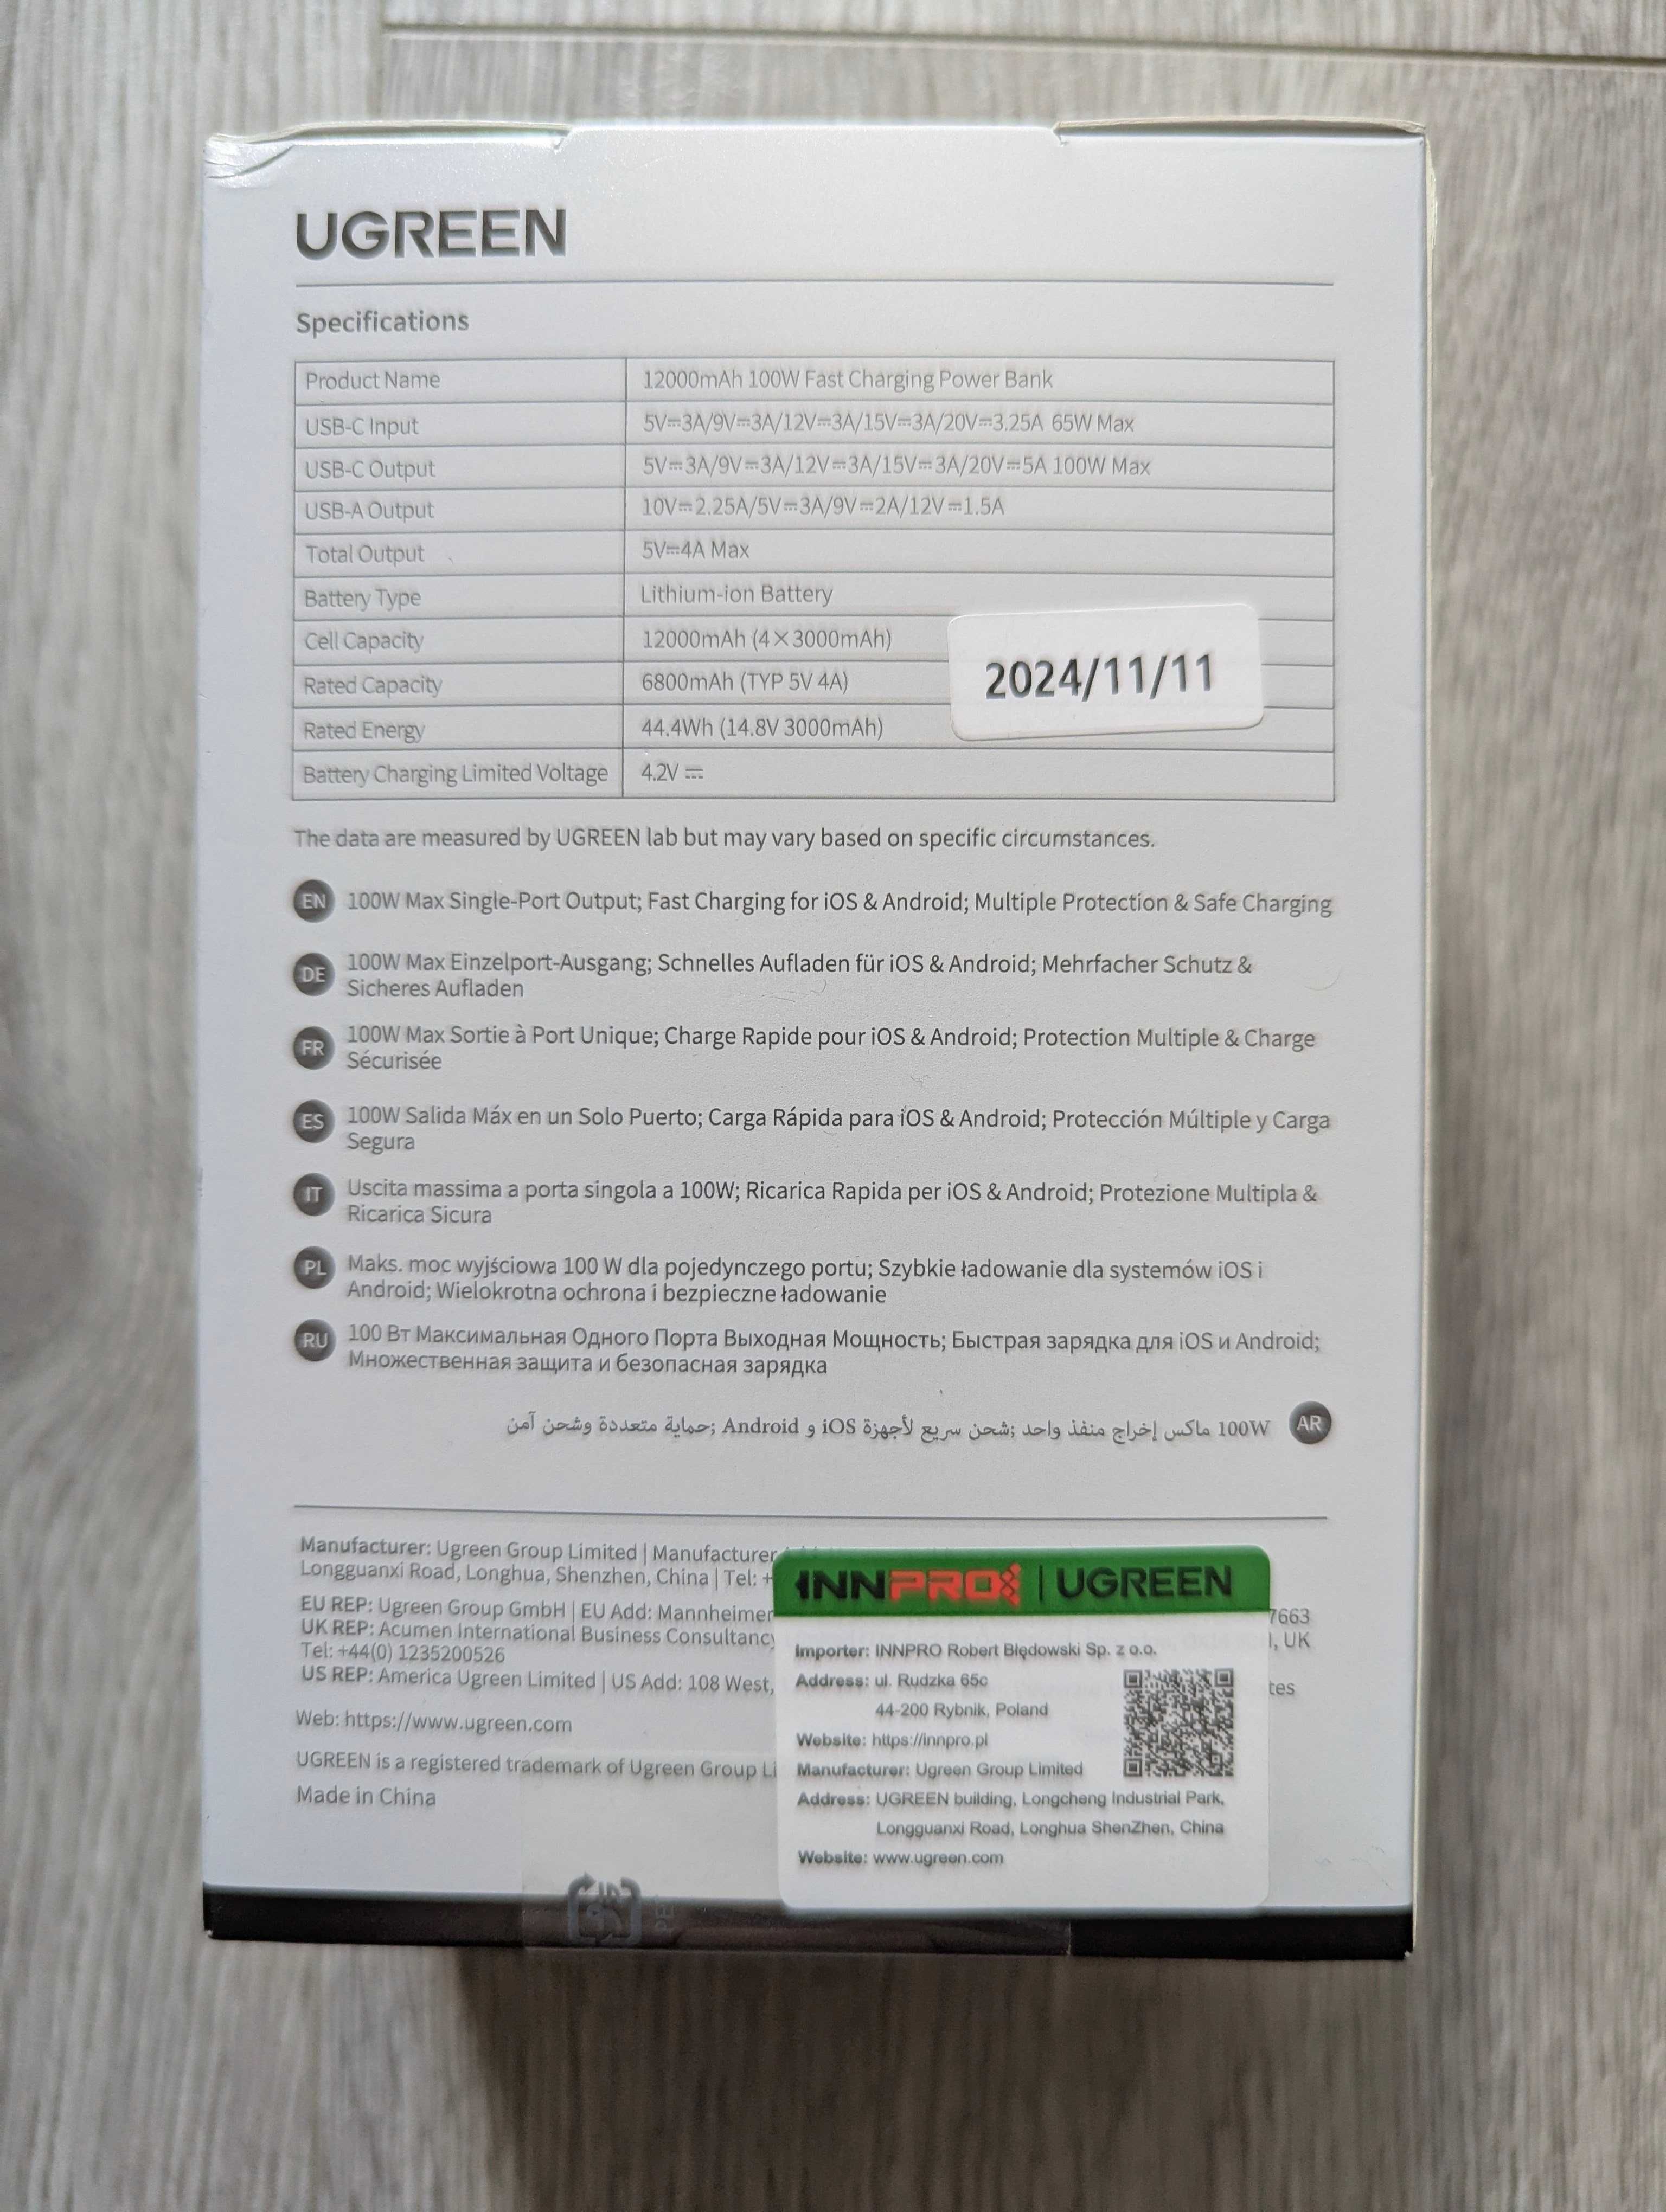 UGREEN
Specifications
Product Name 12000mAh 100W Fast Charging Power Bank
USB-C Input 5V⎓3A/9V⎓3A/12V⎓3A/15V⎓3A/20V⎓3.25A 65W Max
USB-C Output 5V⎓3A/9V⎓3A/12V⎓3A/15V⎓3A/20V⎓5A 100W Max
USB-A Output 10V⎓2.25A/5V⎓3A/9V⎓2A/12V⎓1.5A
Total Output 5V⎓4A Max
Battery Type Lithium-ion Battery
Cell Capacity 12000mAh (4×3000mAh)
Rated Capacity 6800mAh (TYP 5V 4A)
2024/11/11
Rated Energy 44.4Wh (14.8V 3000mAh)
Battery Charging Limited Voltage 4.2V ⎓
The data are measured by UGREEN lab but may vary based on specific circumstances.
EN 100W Max Single-Port Output; Fast Charging for iOS & Android; Multiple Protection & Safe Charging
DE 100W Max Einzelport-Ausgang; Schnelles Aufladen für iOS & Android; Mehrfacher Schutz &
Sicheres Aufladen
FR 100W Max Sortie à Port Unique; Charge Rapide pour iOS & Android; Protection Multiple & Charge
Sécurisée
ES 100W Salida Máx en un Solo Puerto; Carga Rápida para iOS & Android; Protección Múltiple y Carga
Segura
IT Uscita massima a porta singola a 100W; Ricarica Rapida per iOS & Android; Protezione Multipla &
Ricarica Sicura
PL Maks. moc wyjściowa 100 W dla pojedynczego portu; Szybkie ładowanie dla systemów iOS i
Android; Wielokrotna ochrona i bezpieczne ładowanie
RU 100 Вт Максимальная Одного Порта Выходная Мощность; Быстрая зарядка для iOS и Android;
Множественная защита и безопасная зарядка
AR 100W ماكس إخراج منفذ واحد ;شحن سريع لأجهزة iOS و Android ;حماية متعددة وشحن آمن
Manufacturer: Ugreen Group Limited | Manufacturer
Longguanxi Road, Longhua, Shenzhen, China | Tel: +
EU REP: Ugreen Group GmbH | EU Add: Mannheimer 7663
UK REP: Acumen International Business Consultancy , UK
Tel: +44(0) 1235200526
US REP: America Ugreen Limited | US Add: 108 West, tes
Web: https://www.ugreen.com
UGREEN is a registered trademark of Ugreen Group Li
Made in China
INNPRO | UGREEN
Importer: INNPRO Robert Błędowski Sp. z o.o.
Address: ul. Rudzka 65c
44-200 Rybnik, Poland
Website: https://innpro.pl
Manufacturer: Ugreen Group Limited
Address: UGREEN building, Longcheng Industrial Park,
Longguanxi Road, Longhua ShenZhen, China
Website: www.ugreen.com